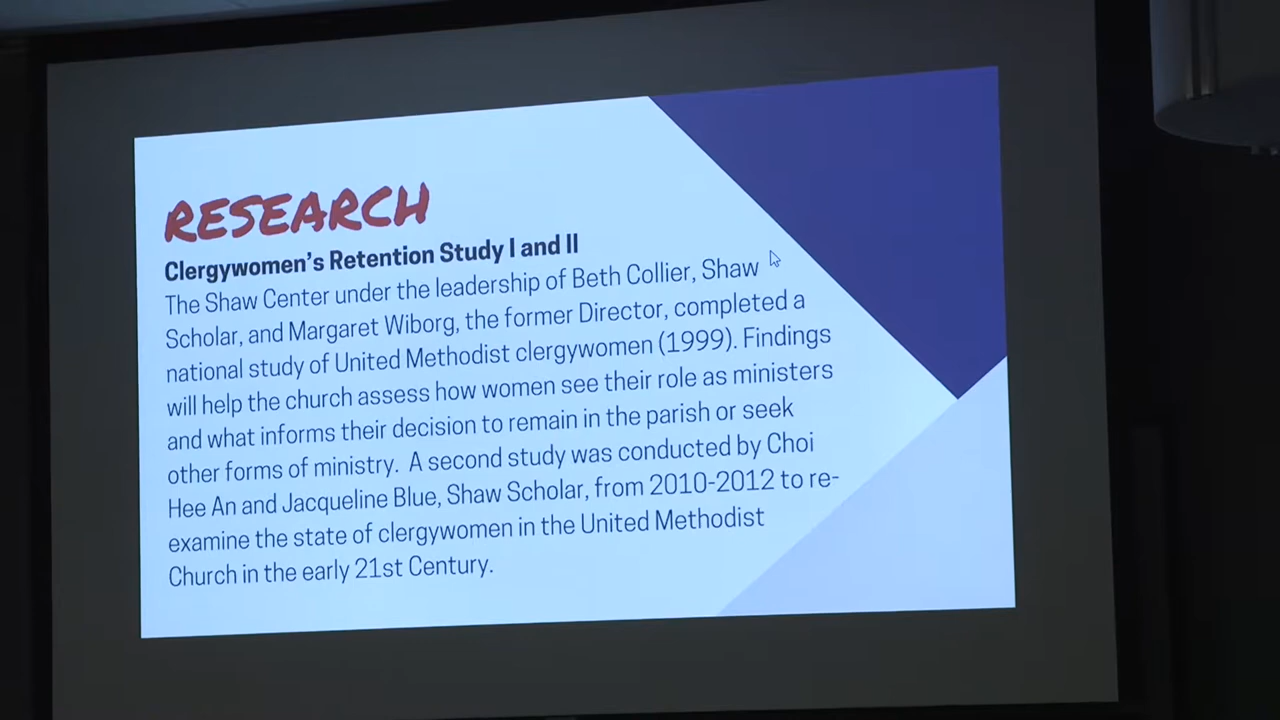 RESEARCH
Clergywomen's Retention Study I and II
The Shaw Center under the leadership of Beth Collier, Shaw
Scholar, and Margaret Wiborg, the former Director, completed a
national study of United Methodist clergywomen (1999). Findings
will help the church assess how women see their role as ministers
and what informs their decision to remain in the parish or seek
other forms of ministry. A second study was conducted by Choi
Hee An and Jacqueline Blue, Shaw Scholar, from 2010-2012 to re-
examine the state of clergywomen in the United Methodist
Church in the early 21st Century.